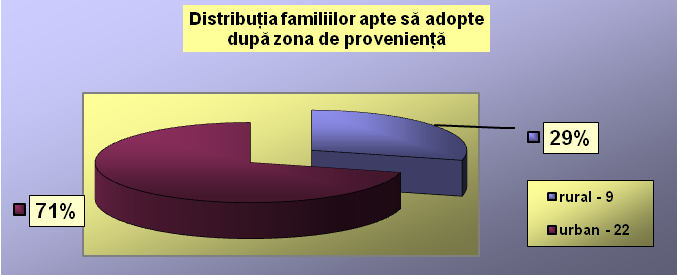 Distribuția familiilor apte să adopte
după zona de proveniență
29%
71%
rural - 9
urban - 22